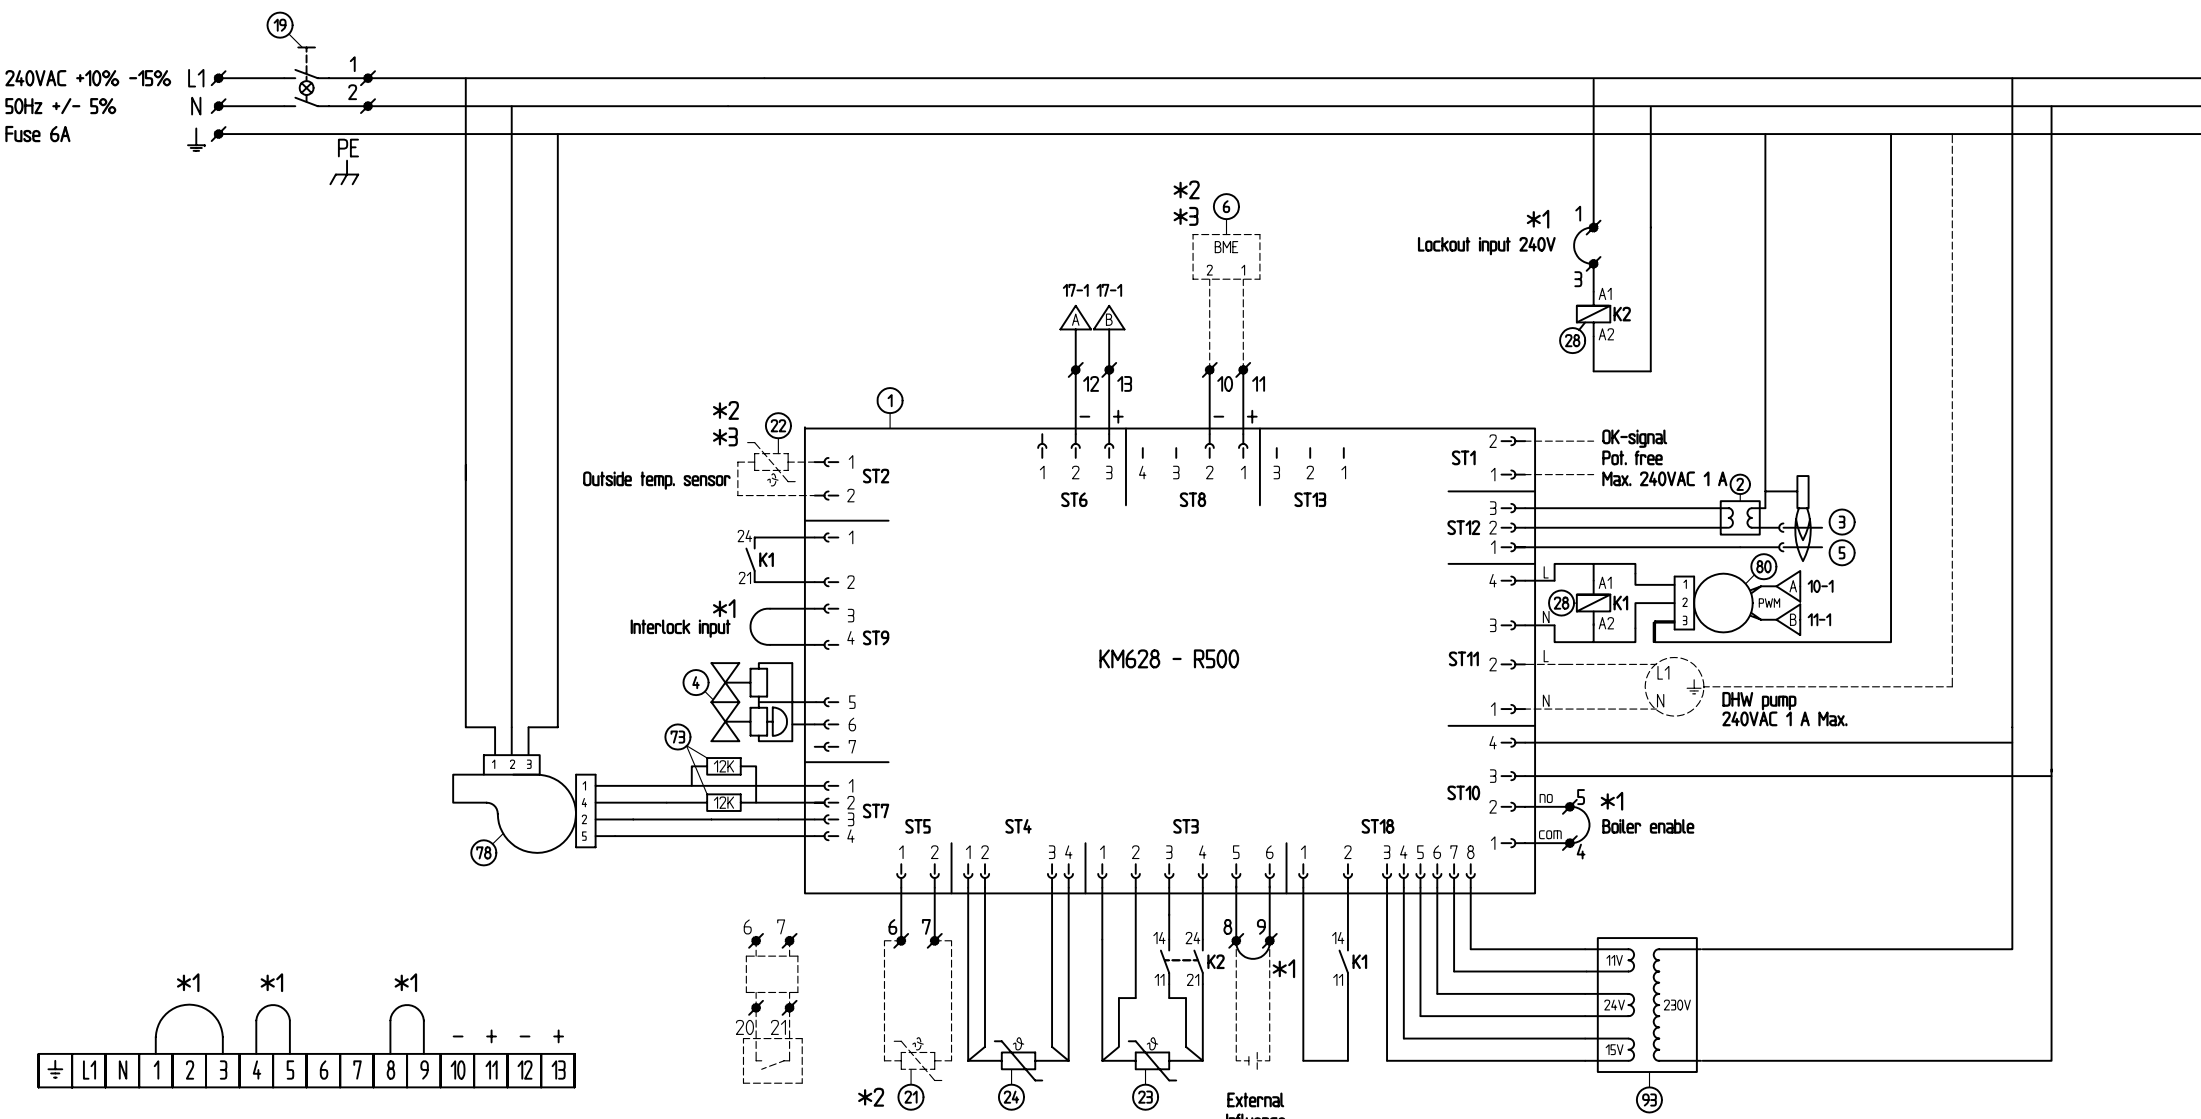 19
240VAC +10% -15% L1 1
50Hz +/- 5% N 2
Fuse 6A
PE
*2
*3 6
BME
2 1
17-1 17-1
A B
12 13 10 11
- + - +
*1 1
Lockout input 240V
3
A1
K2
28 A2
1
*2
*3 22
Outside temp. sensor
ϑ
1
2 ST2
1 2 3
ST6
4 3 2 1
ST8
3 2 1
ST13
ST1 2
1
OK-signal
Pot. free
Max. 240VAC 1 A
2
ST12 3
2
1
3
5
24
K1
21
1
2
*1
Interlock input
3
4 ST9
4
5
6
7
KM628 - R500
4 L
3 N
28 A1
K1
A2
1
2
3
80
PWM
A 10-1
B 11-1
ST11 2 L
1 N
L1
N
DHW pump
240VAC 1 A Max.
73
12K
12K
1 2 3
1
4
2
5
78
1
2
3
4
ST7
4
3
ST10 2 no 5 *1
Boiler enable
1 com 4
ST5 ST4 ST3 ST18
1 2 1 2 3 4 1 2 3 4 5 6 1 2 3 4 5 6 7 8
6 7
20 21
6 7
ϑ
*2 21
ϑ
24
14 24
K2
11 21
ϑ
23
8 9
*1
External
Influence
14
K1
11
11V
24V 230V
15V
93
*1 *1 *1
- + - +
L1 N 1 2 3 4 5 6 7 8 9 10 11 12 13